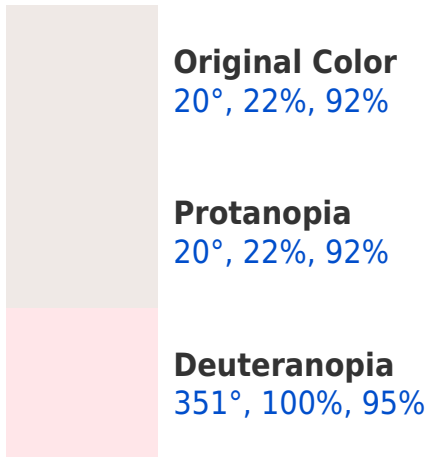 Original Color
20°, 22%, 92%
Protanopia
20°, 22%, 92%
Deuteranopia
351°, 100%, 95%